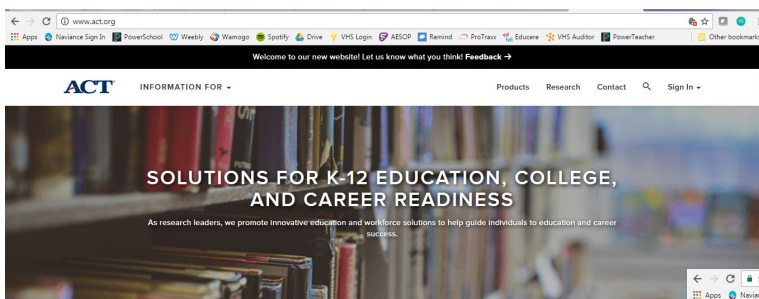 www.act.org
Apps Naviance Sign In PowerSchool Weebly Warnogo Spotify Drive VHS Login AESOP Remind ProTraxx Educere VHS Auditor PowerTeacher Other bookmarks
Welcome to our new website! Let us know what you think! Feedback →
ACT INFORMATION FOR Products Research Contact Sign In
SOLUTIONS FOR K-12 EDUCATION, COLLEGE,
AND CAREER READINESS
As research leaders, we promote innovative education and workforce solutions to help guide individuals to education and career
success.
Apps